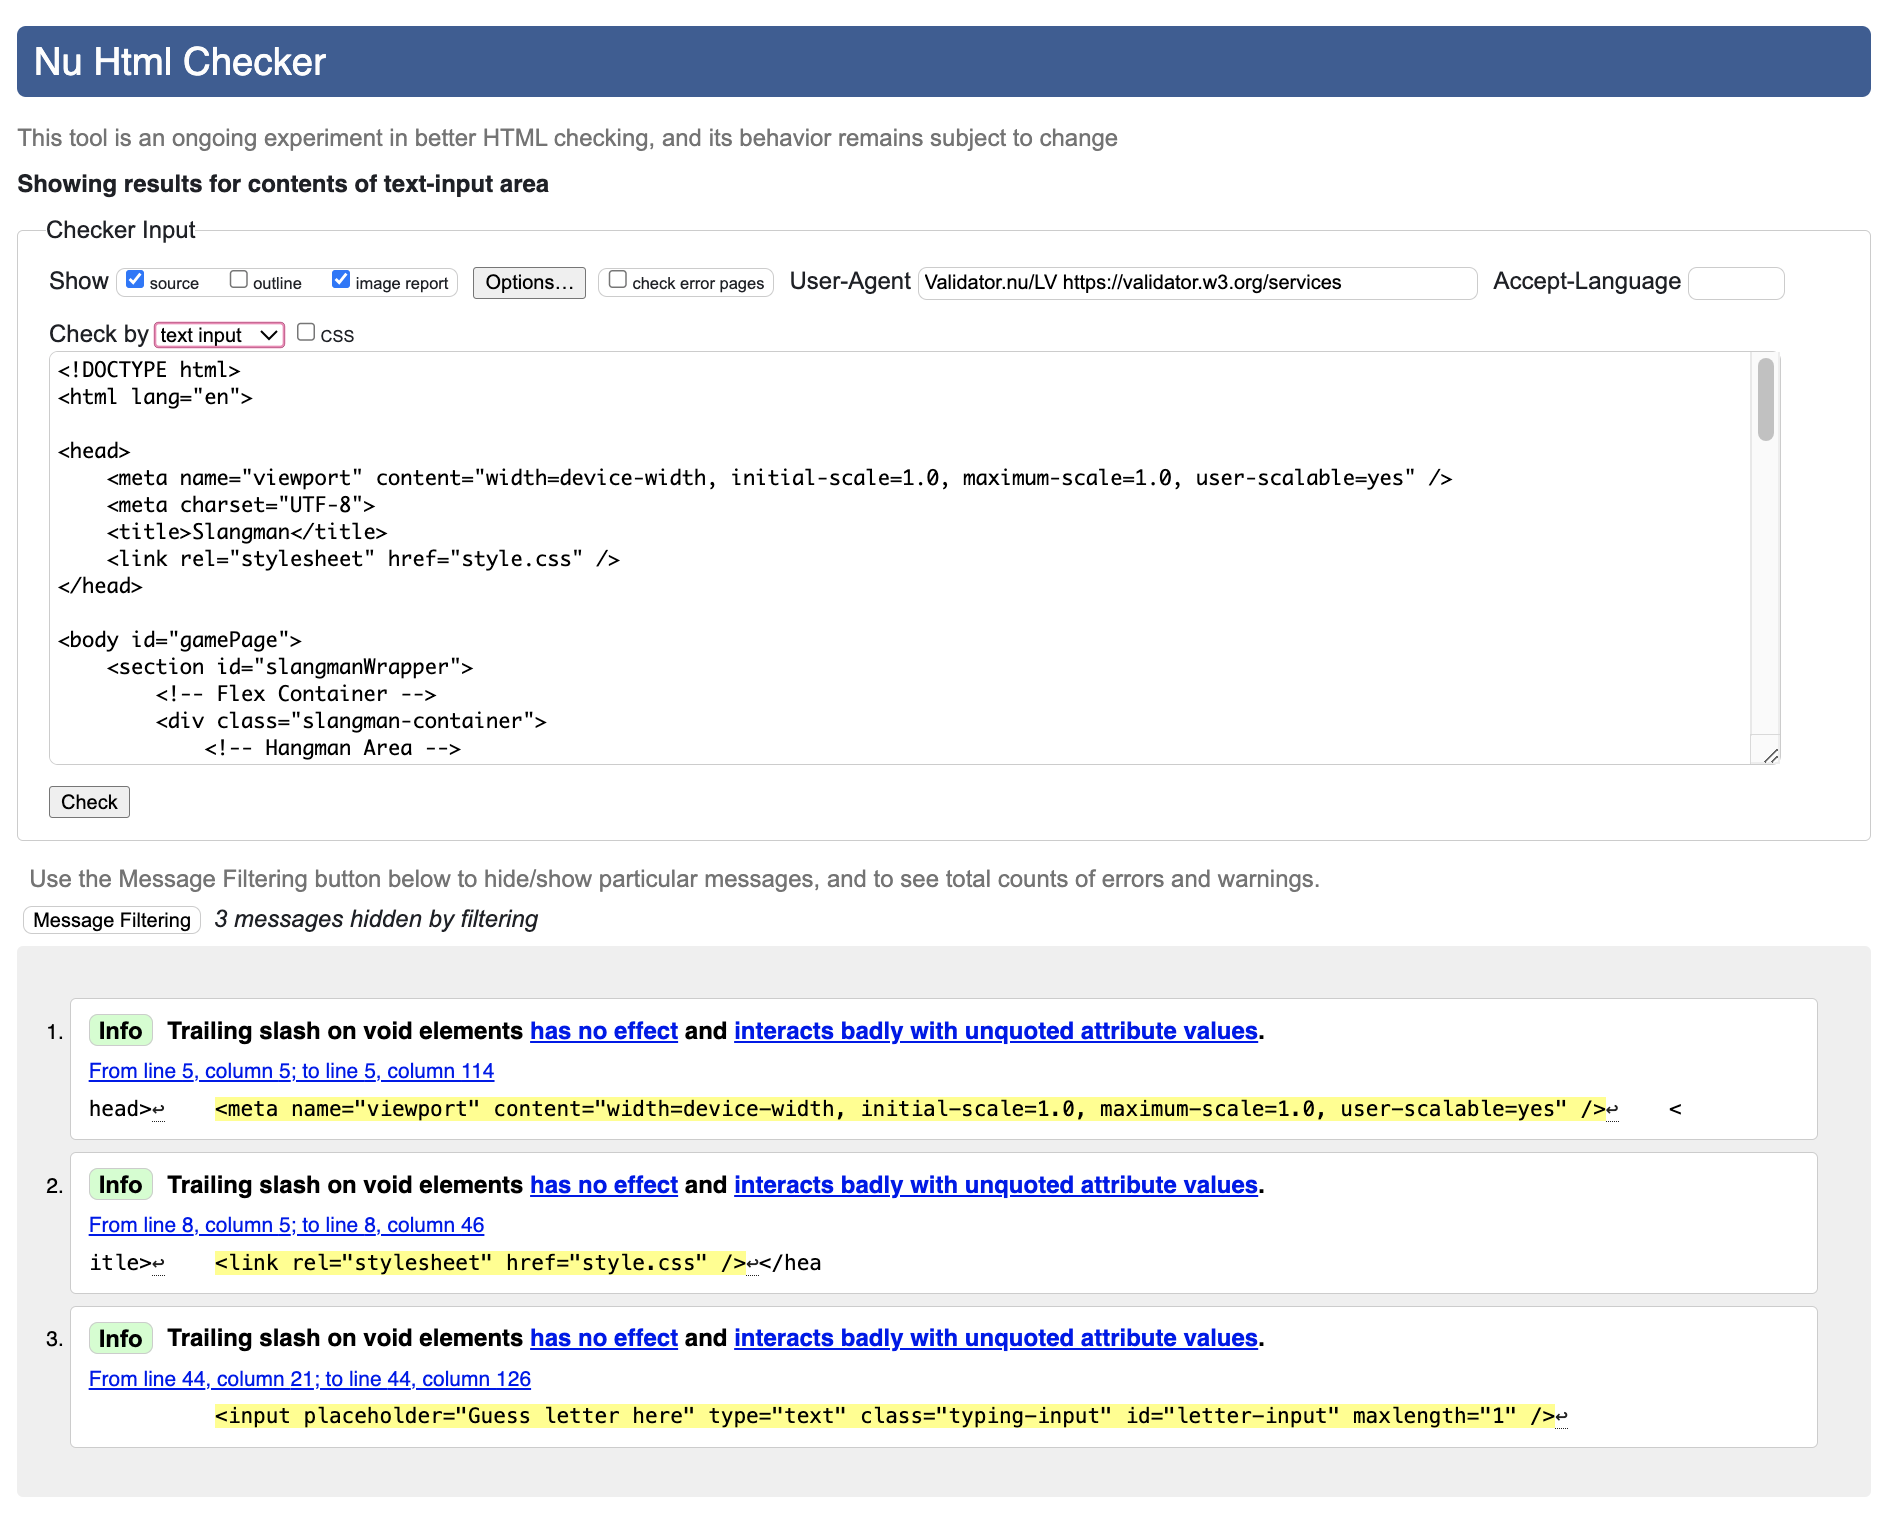 Nu Html Checker
This tool is an ongoing experiment in better HTML checking, and its behavior remains subject to change
Showing results for contents of text-input area
Checker Input
Show source outline image report Options... check error pages User-Agent Validator.nu/LV https://validator.w3.org/services Accept-Language
Check by text input CSS
<!DOCTYPE html>
<html lang="en">
<head>
    <meta name="viewport" content="width=device-width, initial-scale=1.0, maximum-scale=1.0, user-scalable=yes" />
    <meta charset="UTF-8">
    <title>Slangman</title>
    <link rel="stylesheet" href="style.css" />
</head>
<body id="gamePage">
    <section id="slangmanWrapper">
        <!-- Flex Container -->
        <div class="slangman-container">
            <!-- Hangman Area -->
Check
Use the Message Filtering button below to hide/show particular messages, and to see total counts of errors and warnings.
Message Filtering 3 messages hidden by filtering
1. Info Trailing slash on void elements has no effect and interacts badly with unquoted attribute values.
From line 5, column 5; to line 5, column 114
head>↩    <meta name="viewport" content="width=device-width, initial-scale=1.0, maximum-scale=1.0, user-scalable=yes" />↩    <
2. Info Trailing slash on void elements has no effect and interacts badly with unquoted attribute values.
From line 8, column 5; to line 8, column 46
itle>↩    <link rel="stylesheet" href="style.css" />↩</hea
3. Info Trailing slash on void elements has no effect and interacts badly with unquoted attribute values.
From line 44, column 21; to line 44, column 126
<input placeholder="Guess letter here" type="text" class="typing-input" id="letter-input" maxlength="1" />↩